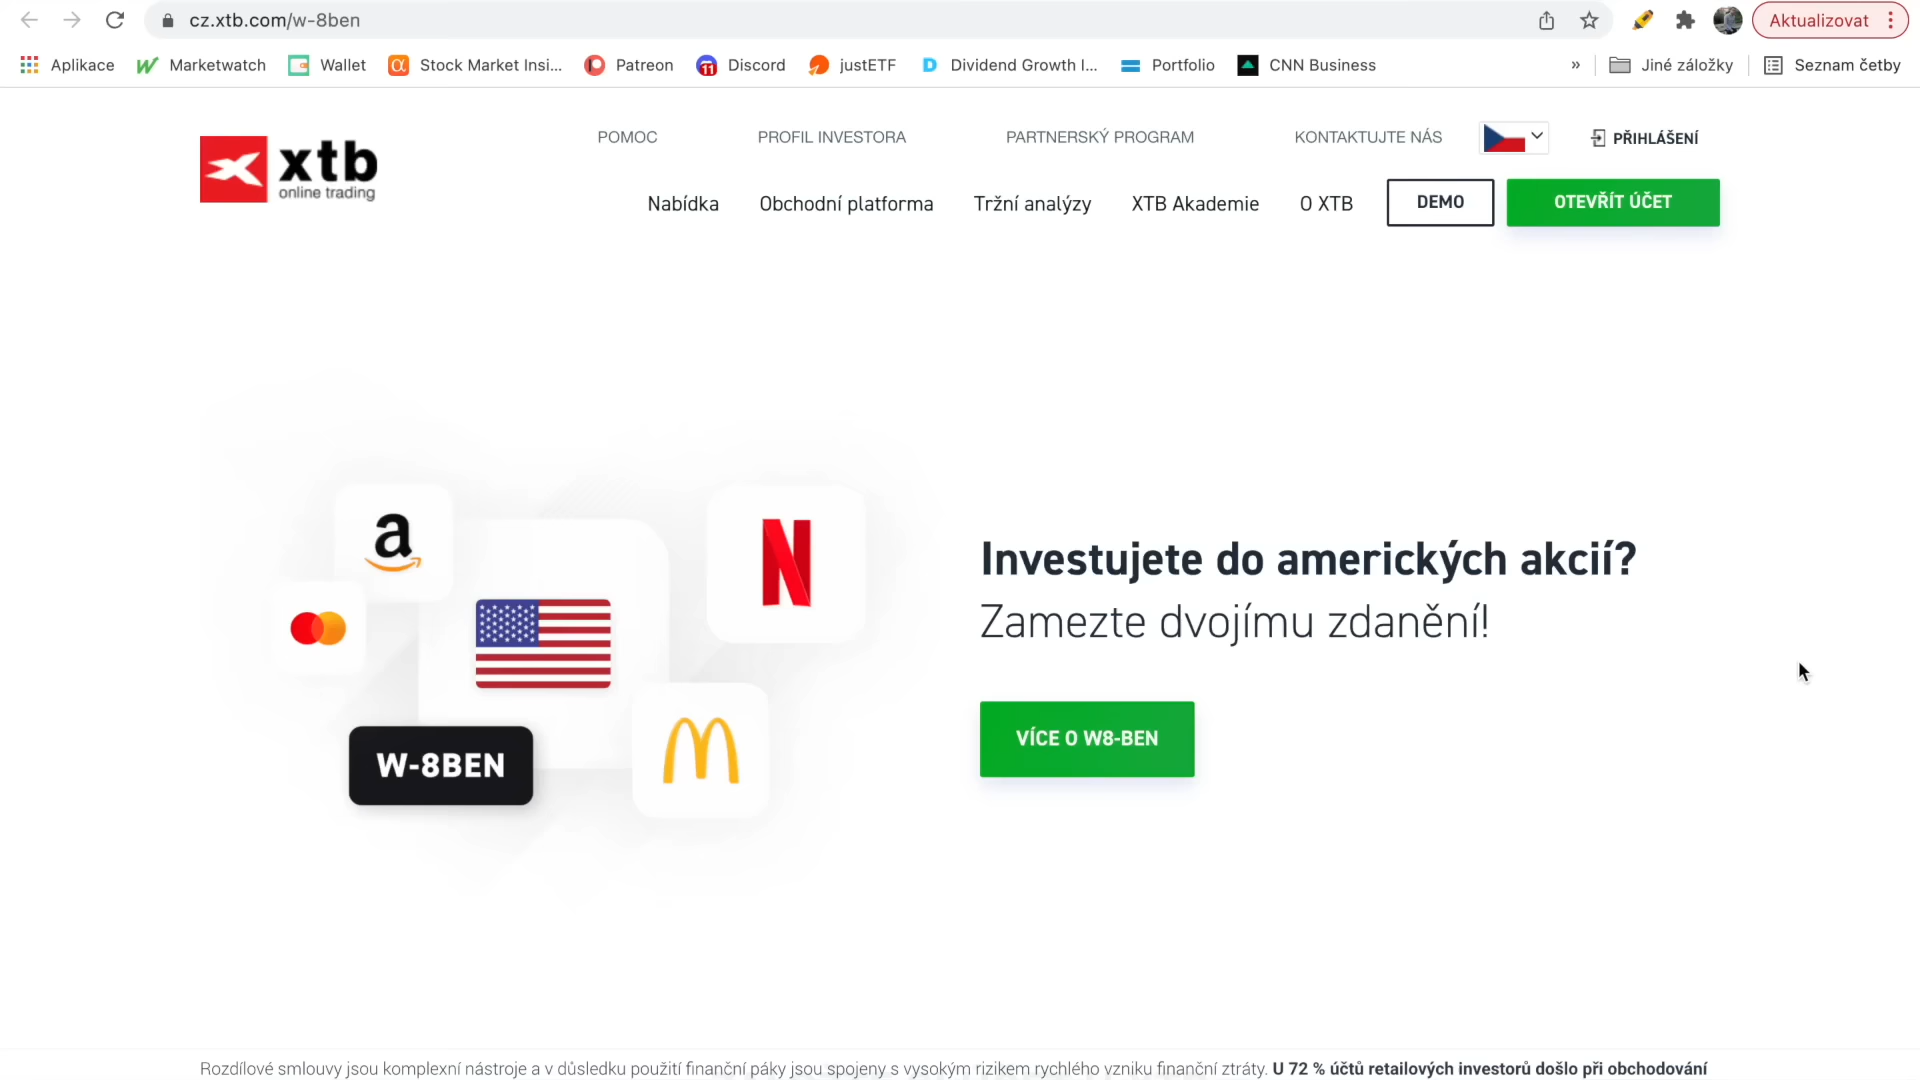 cz.xtb.com/w-8ben
Aktualizovat
Aplikace Marketwatch Wallet Stock Market Insi... Patreon Discord justETF Dividend Growth I... Portfolio CNN Business » Jiné záložky Seznam četby
POMOC PROFIL INVESTORA PARTNERSKÝ PROGRAM KONTAKTUJTE NÁS PŘIHLÁŠENÍ
xtb
online trading
Nabídka Obchodní platforma Tržní analýzy XTB Akademie O XTB DEMO OTEVŘÍT ÚČET
a
N
W-8BEN
Investujete do amerických akcií?
Zamezte dvojímu zdanění!
VÍCE O W8-BEN
Rozdílové smlouvy jsou komplexní nástroje a v důsledku použití finanční páky jsou spojeny s vysokým rizikem rychlého vzniku finanční ztráty. U 72 % účtů retailových investorů došlo při obchodování